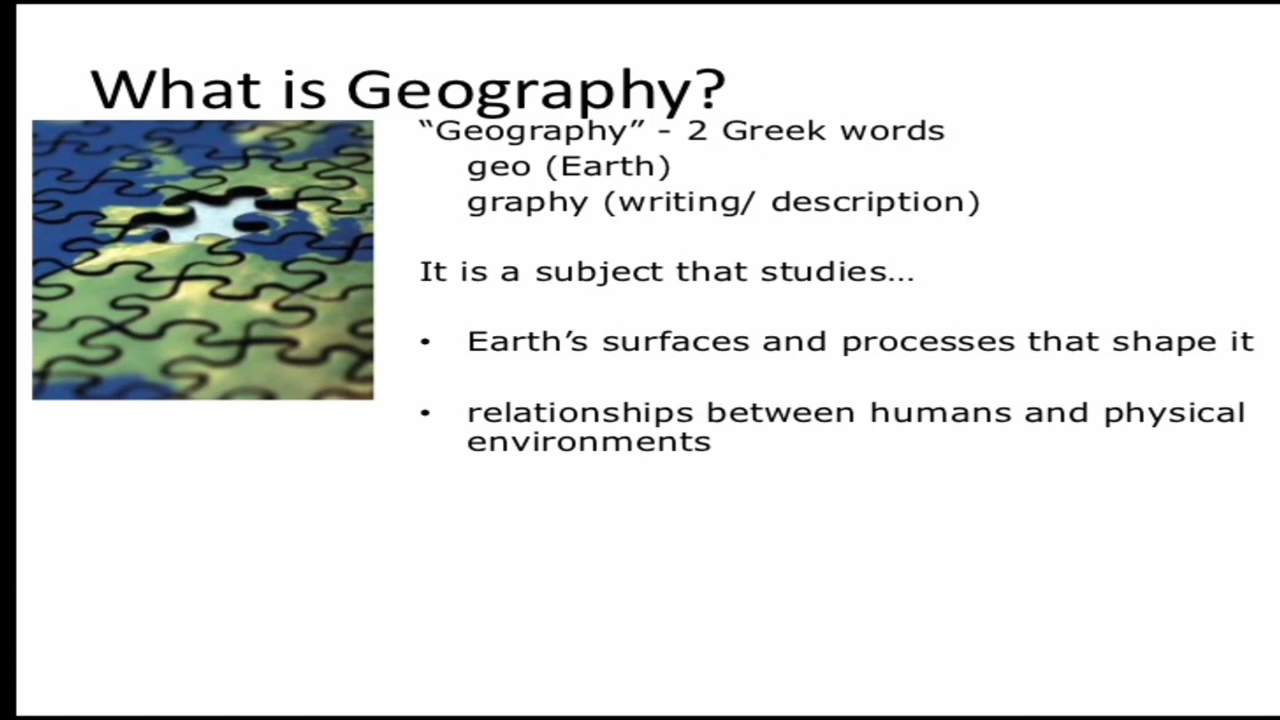 What is Geography?
“Geography” - 2 Greek words
geo (Earth)
graphy (writing/ description)
It is a subject that studies…
• Earth’s surfaces and processes that shape it
• relationships between humans and physical
environments